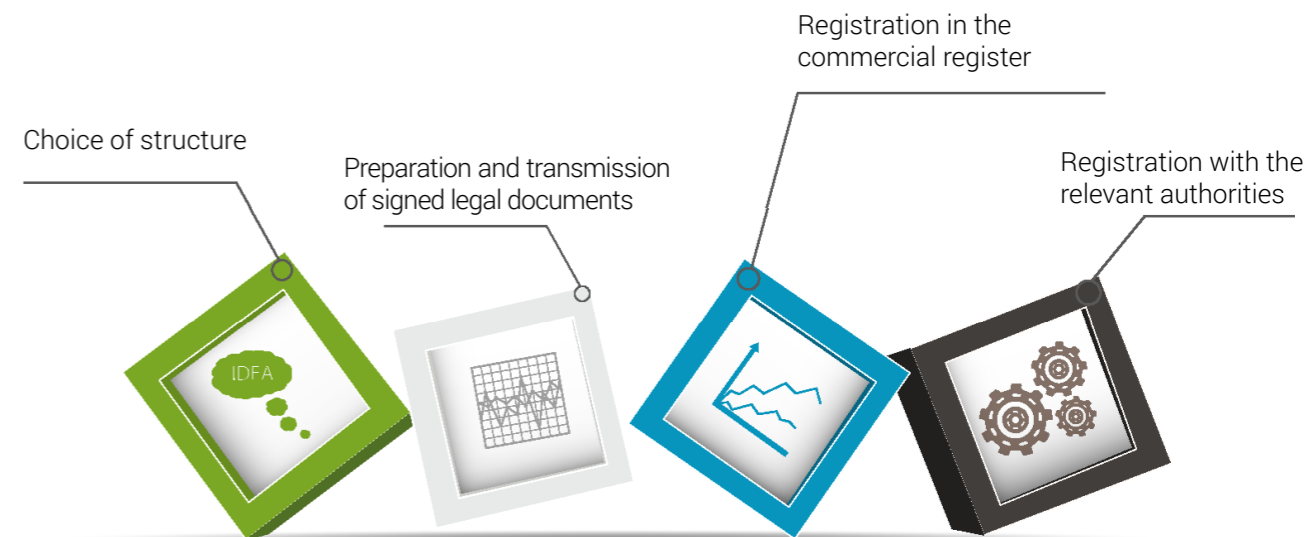 Choice of structure
IDFA
Preparation and transmission
of signed legal documents
Registration in the
commercial register
Registration with the
relevant authorities